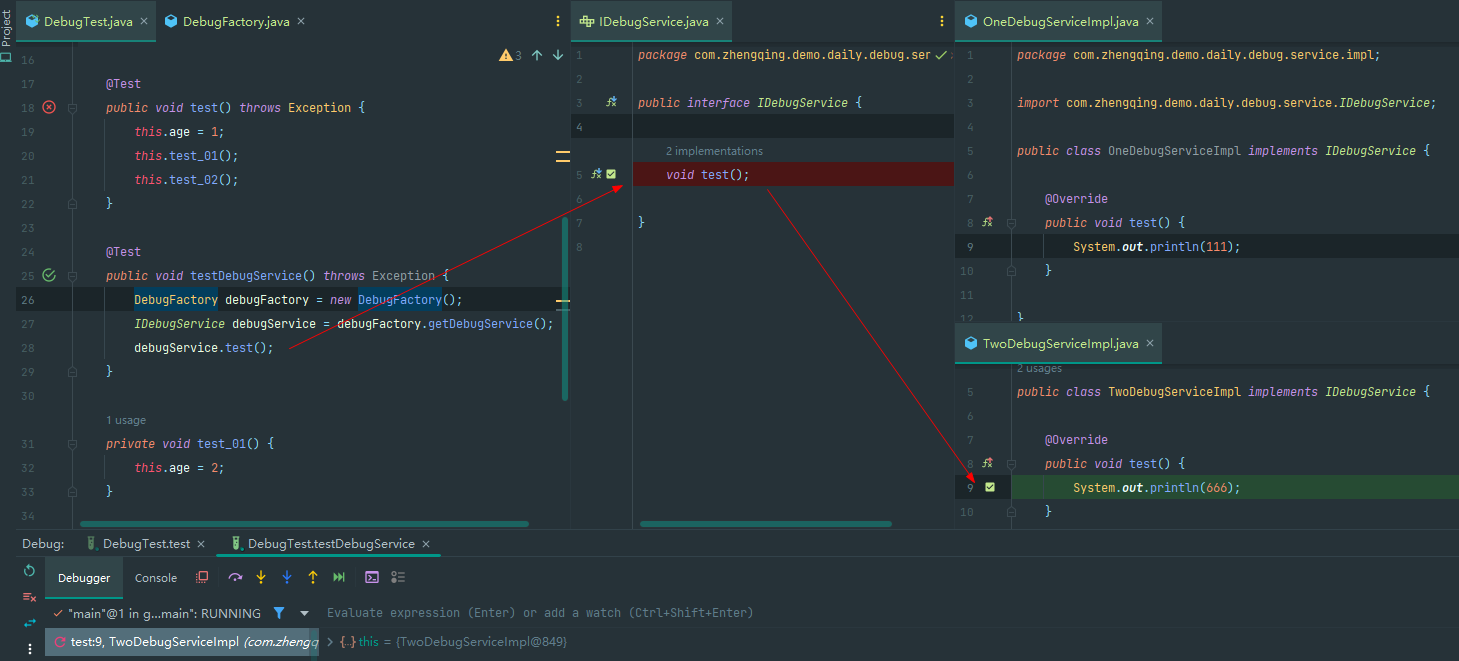 Project
DebugTest.java
DebugFactory.java
3
16
17 @Test
18 public void test() throws Exception {
19 this.age = 1;
20 this.test_01();
21 this.test_02();
22 }
23
24 @Test
25 public void testDebugService() throws Exception {
26 DebugFactory debugFactory = new DebugFactory();
27 IDebugService debugService = debugFactory.getDebugService();
28 debugService.test();
29 }
30
1 usage
31 private void test_01() {
32 this.age = 2;
33 }
34
IDebugService.java
1 package com.zhengqing.demo.daily.debug.ser
2
3 public interface IDebugService {
4
2 implementations
5 void test();
6
7 }
8
OneDebugServiceImpl.java
1 package com.zhengqing.demo.daily.debug.service.impl;
2
3 import com.zhengqing.demo.daily.debug.service.IDebugService;
4
5 public class OneDebugServiceImpl implements IDebugService {
6
7 @Override
8 public void test() {
9 System.out.println(111);
10 }
11
12 }
TwoDebugServiceImpl.java
2 usages
5 public class TwoDebugServiceImpl implements IDebugService {
6
7 @Override
8 public void test() {
9 System.out.println(666);
10 }
Debug:
DebugTest.test
DebugTest.testDebugService
Debugger
Console
"main"@1 in g...main": RUNNING
Evaluate expression (Enter) or add a watch (Ctrl+Shift+Enter)
test:9, TwoDebugServiceImpl (com.zhengq
this = {TwoDebugServiceImpl@849}